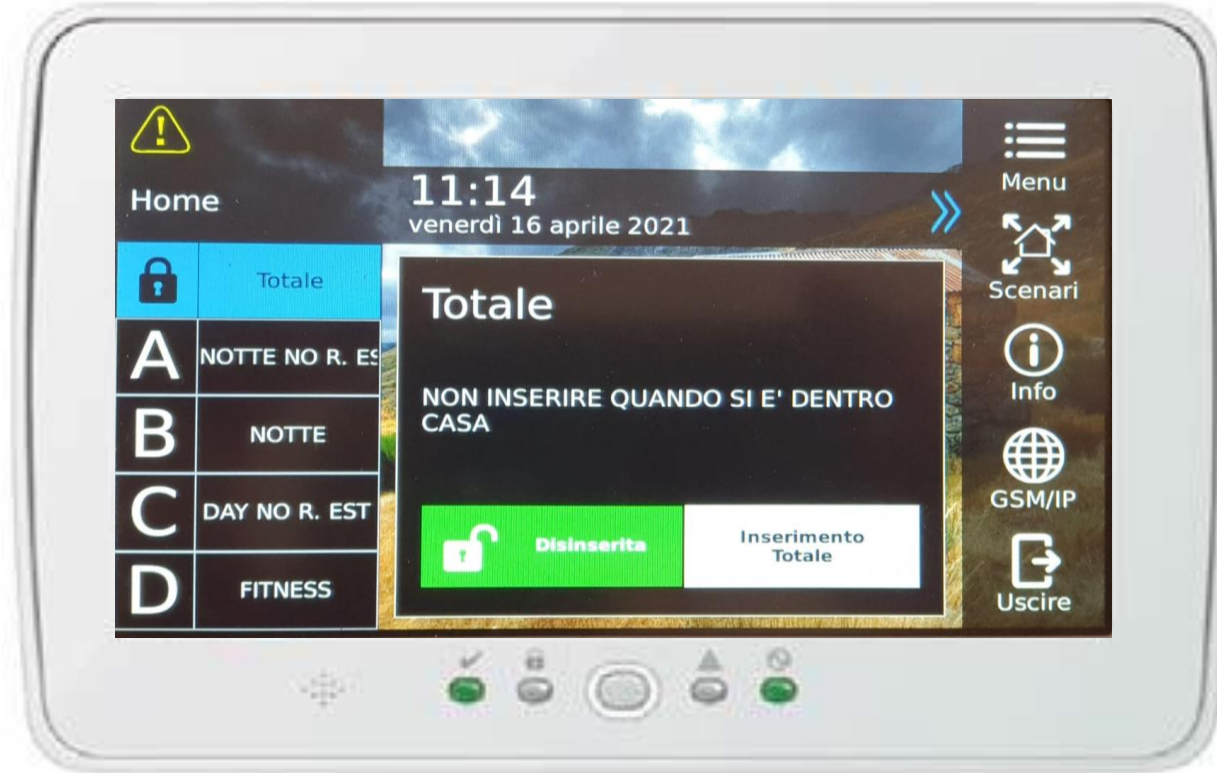 Home
11:14
venerdì 16 aprile 2021
Menu
Totale
A NOTTE NO R. ES
B NOTTE
C DAY NO R. EST
D FITNESS
Totale
NON INSERIRE QUANDO SI E' DENTRO
CASA
Disinserita
Inserimento
Totale
Scenari
Info
GSM/IP
Uscire